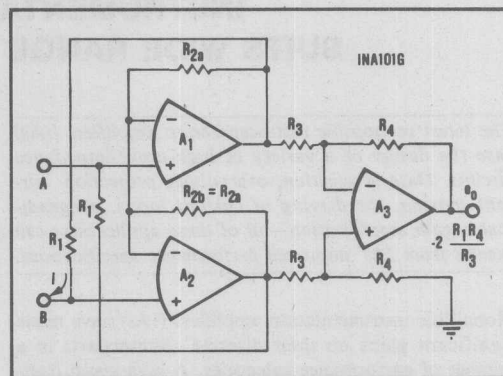 R2a
INA101G
−
A1
+
R3
R4
A
R1
R1
R2b = R2a
−
A3
+
eo
−
A2
+
-2 R1R4
R3
R3
R4
I
B